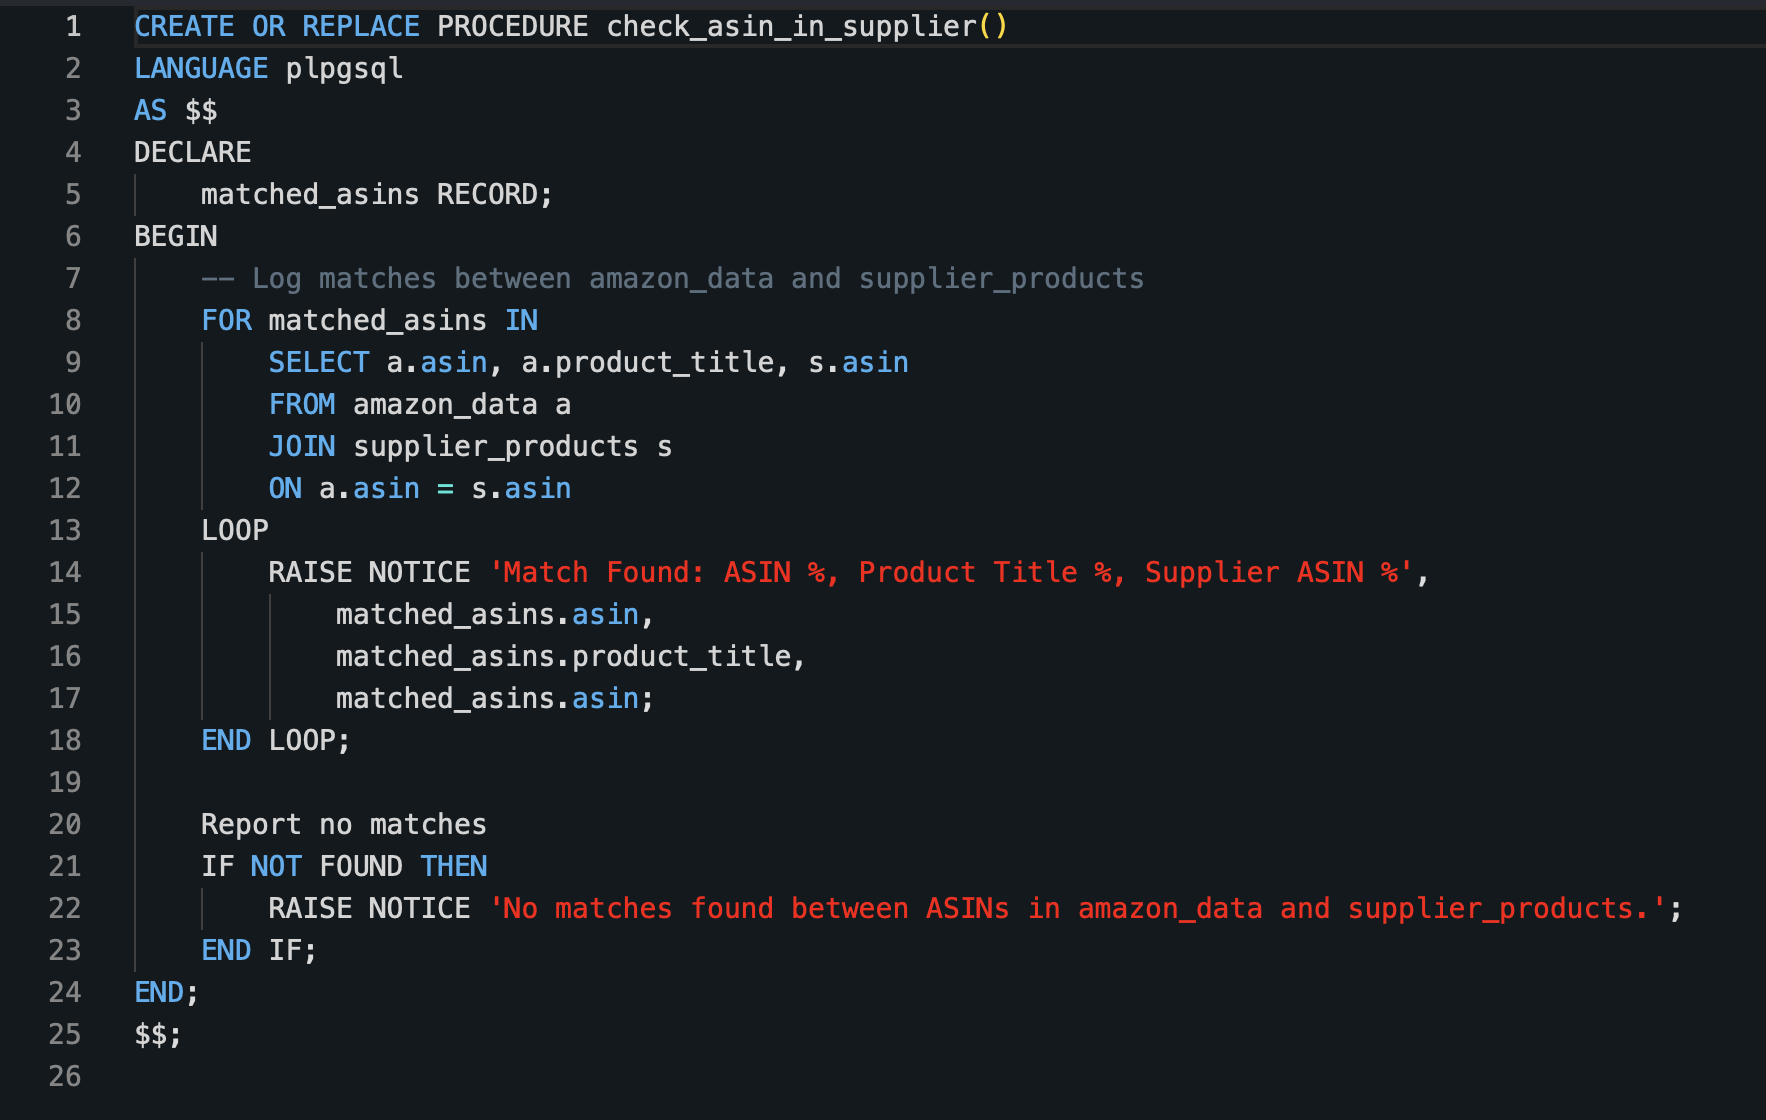 1 CREATE OR REPLACE PROCEDURE check_asin_in_supplier()
2 LANGUAGE plpgsql
3 AS $$
4 DECLARE
5     matched_asins RECORD;
6 BEGIN
7     -- Log matches between amazon_data and supplier_products
8     FOR matched_asins IN
9         SELECT a.asin, a.product_title, s.asin
10         FROM amazon_data a
11         JOIN supplier_products s
12         ON a.asin = s.asin
13     LOOP
14         RAISE NOTICE 'Match Found: ASIN %, Product Title %, Supplier ASIN %',
15             matched_asins.asin,
16             matched_asins.product_title,
17             matched_asins.asin;
18     END LOOP;
19
20     Report no matches
21     IF NOT FOUND THEN
22         RAISE NOTICE 'No matches found between ASINs in amazon_data and supplier_products.';
23     END IF;
24 END;
25 $$;
26